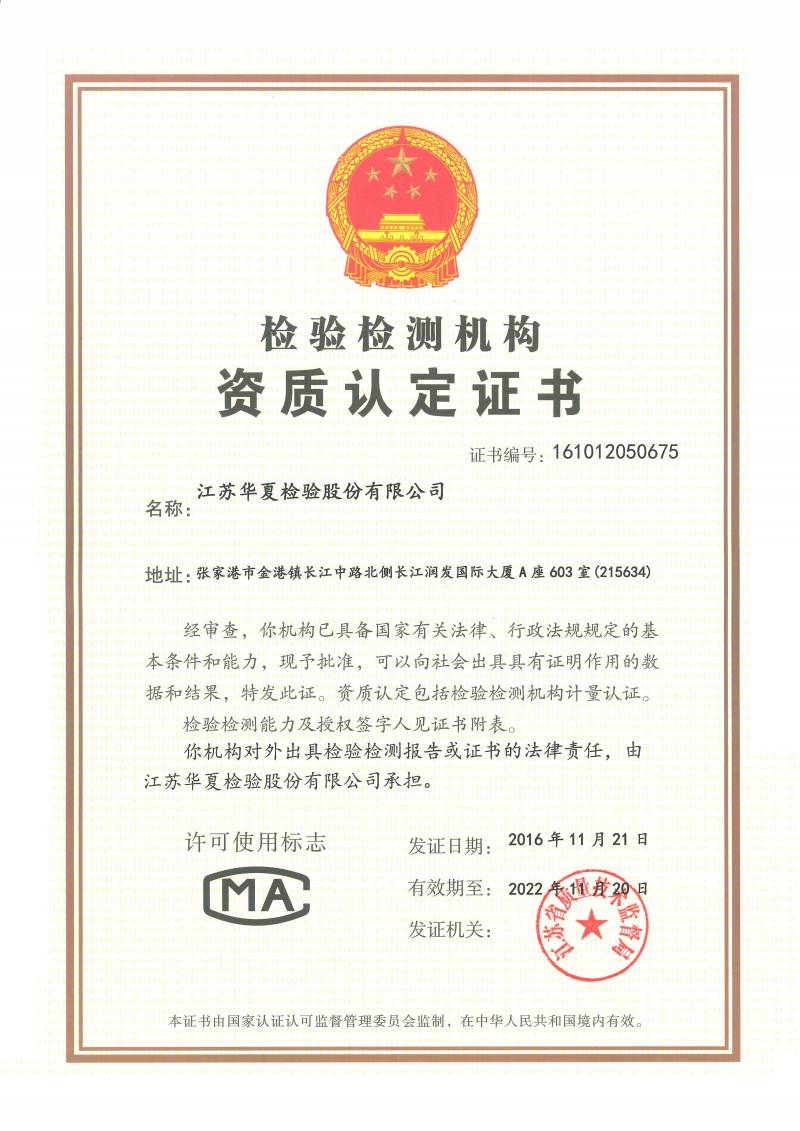 检验检测机构
资质认定证书
证书编号：161012050675
名称：江苏华夏检验股份有限公司
地址：张家港市金港镇长江中路北侧长江润发国际大厦A座603室(215634)
经审查，你机构已具备国家有关法律、行政法规规定的基
本条件和能力，现予批准，可以向社会出具具有证明作用的数
据和结果，特发此证。资质认定包括检验检测机构计量认证。
检验检测能力及授权签字人见证书附表。
你机构对外出具检验检测报告或证书的法律责任，由
江苏华夏检验股份有限公司承担。
许可使用标志
MA
发证日期：2016年11月21日
有效期至：2022年11月20日
发证机关：
江苏省质量技术监督局
本证书由国家认证认可监督管理委员会监制，在中华人民共和国境内有效。